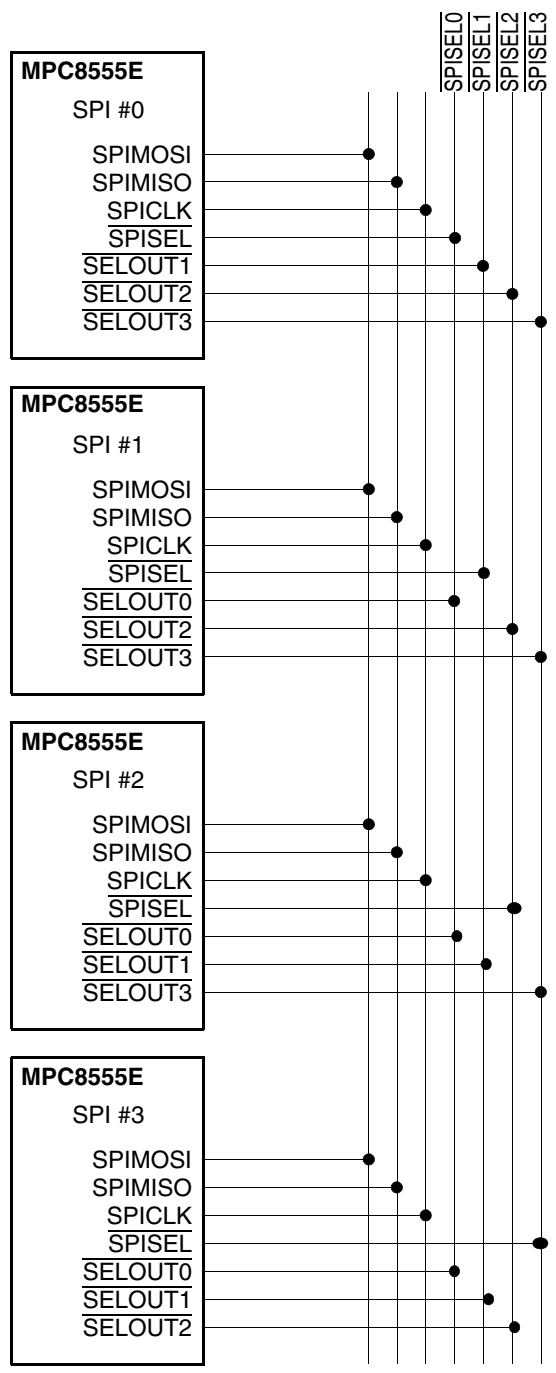 SPISEL0
SPISEL1
SPISEL2
SPISEL3
MPC8555E
SPI #0
SPIMOSI
SPIMISO
SPICLK
SPISEL
SELOUT1
SELOUT2
SELOUT3
MPC8555E
SPI #1
SPIMOSI
SPIMISO
SPICLK
SPISEL
SELOUT0
SELOUT2
SELOUT3
MPC8555E
SPI #2
SPIMOSI
SPIMISO
SPICLK
SPISEL
SELOUT0
SELOUT1
SELOUT3
MPC8555E
SPI #3
SPIMOSI
SPIMISO
SPICLK
SPISEL
SELOUT0
SELOUT1
SELOUT2